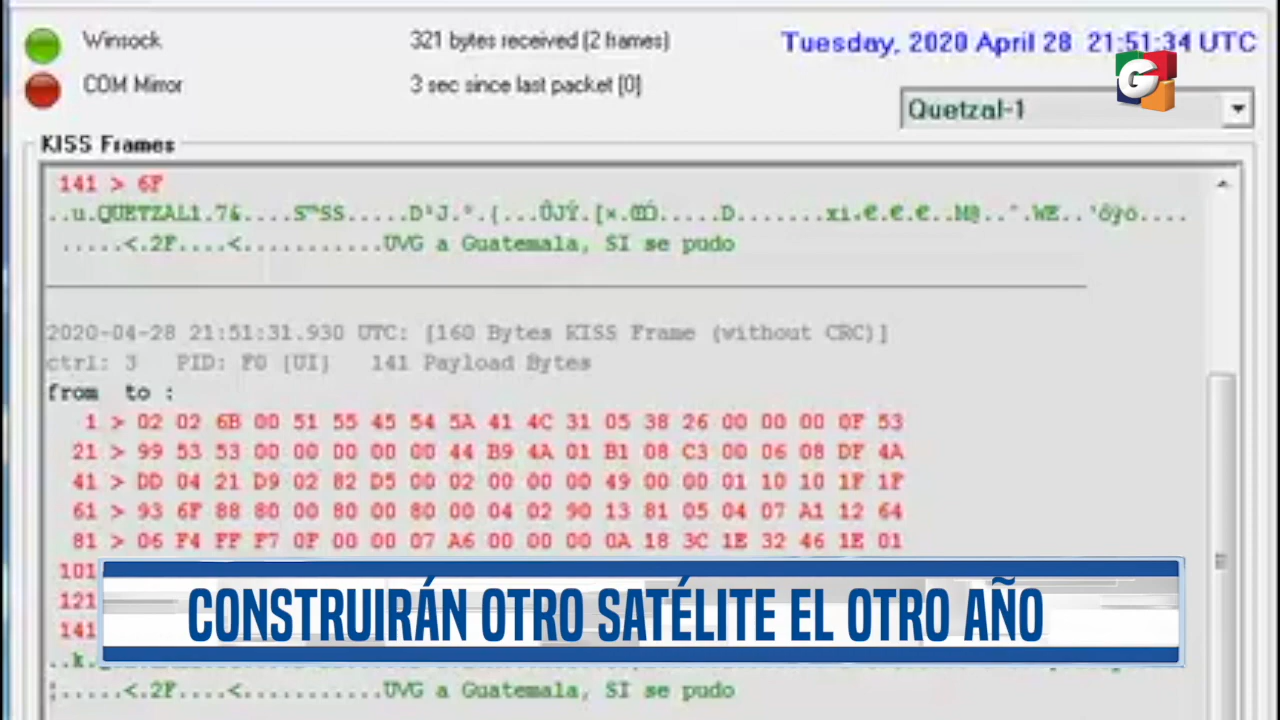 Winsock
321 bytes received (2 frames)
Tuesday, 2020 April 28 21:51:34 UTC
COM Mirror
3 sec since last packet [0]
G
Quetzal-1
KISS Frames
141 > 6F
..u.QUETZAL1.7&....S™SS.....D¹J.°.{...ÛJÝ.[×.ŒÓ.....D.......xi.€.€.€..M@..ˆ.WE..'ôÿö....
.....<.2F....<...........UVG a Guatemala, SI se pudo
2020-04-28 21:51:31.930 UTC: [160 Bytes KISS Frame (without CRC)]
ctrl: 3 PID: F0 {UI} 141 Payload Bytes
from to :
1 > 02 02 6B 00 51 55 45 54 5A 41 4C 31 05 38 26 00 00 00 0F 53
21 > 99 53 53 00 00 00 00 00 44 B9 4A 01 B1 08 C3 00 06 08 DF 4A
41 > DD 04 21 D9 02 82 D5 00 02 00 00 00 49 00 00 01 10 10 1F 1F
61 > 93 6F 88 80 00 80 00 80 00 04 02 90 13 81 05 04 07 A1 12 64
81 > 06 F4 FF F7 0F 00 00 07 A6 00 00 00 0A 18 3C 1E 32 46 1E 01
101
121
141
CONSTRUIRÁN OTRO SATÉLITE EL OTRO AÑO
..k.
¦.....<.2F....<...........UVG a Guatemala, SI se pudo